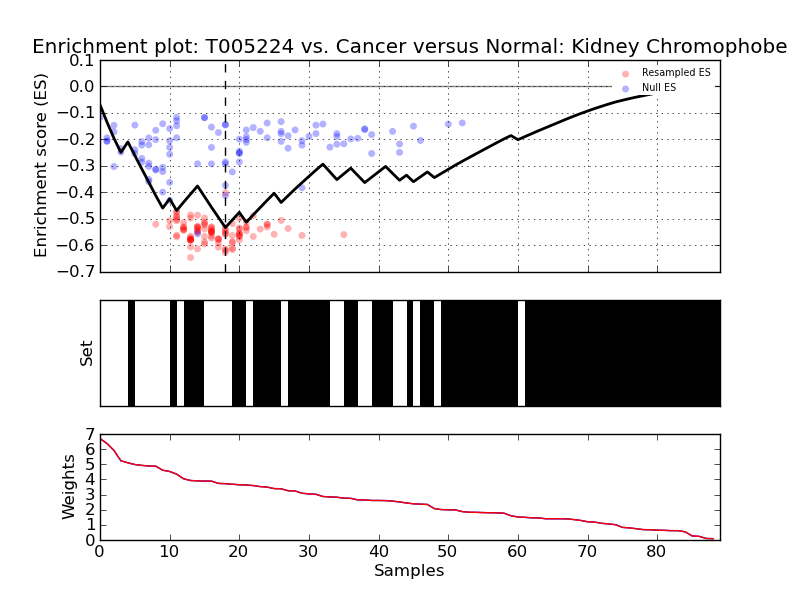 Enrichment plot: T005224 vs. Cancer versus Normal: Kidney Chromophobe
Enrichment score (ES)
0.1
0.0
−0.1
−0.2
−0.3
−0.4
−0.5
−0.6
−0.7
Resampled ES
Null ES
Set
Weights
7
6
5
4
3
2
1
0
0 10 20 30 40 50 60 70 80
Samples